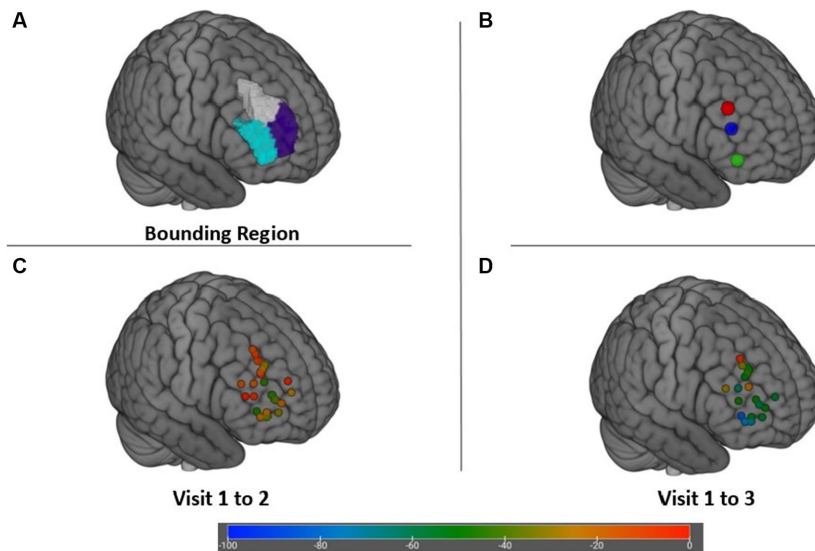 A
B
Bounding Region
C
D
Visit 1 to 2
Visit 1 to 3
-100 -80 -60 -40 -20 0